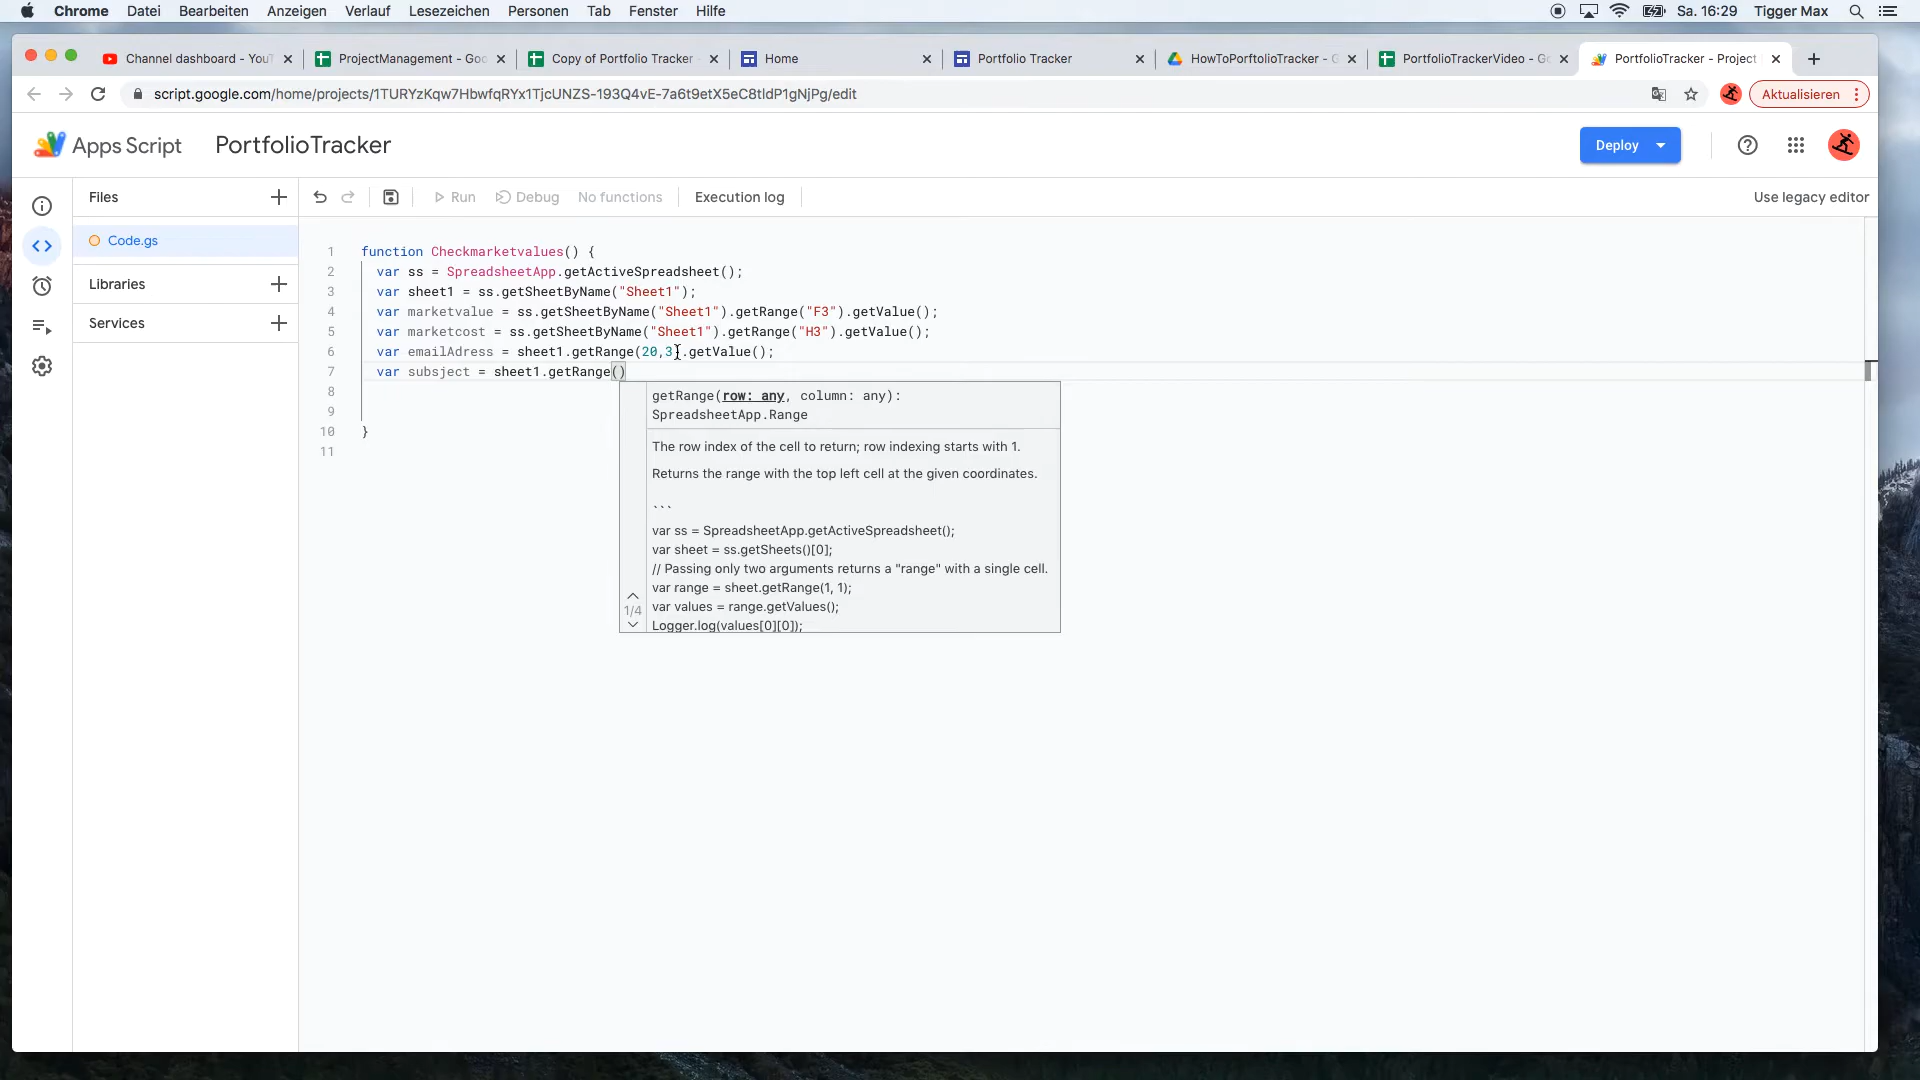 Chrome Datei Bearbeiten Anzeigen Verlauf Lesezeichen Personen Tab Fenster Hilfe Sa. 16:29 Tigger Max
Channel dashboard - YouT ProjectManagement - Goo Copy of Portfolio Tracker - Home Portfolio Tracker HowToPorftolioTracker - G PortfolioTrackerVideo - Go PortfolioTracker - Project
script.google.com/home/projects/1TURYzKqw7HbwfqRYx1TjcUNZS-193Q4vE-7a6t9etX5eC8tldP1gNjPg/edit Aktualisieren
Apps Script PortfolioTracker Deploy
Files Run Debug No functions Execution log Use legacy editor
Code.gs
Libraries
Services
1 function Checkmarketvalues() {
2 var ss = SpreadsheetApp.getActiveSpreadsheet();
3 var sheet1 = ss.getSheetByName("Sheet1");
4 var marketvalue = ss.getSheetByName("Sheet1").getRange("F3").getValue();
5 var marketcost = ss.getSheetByName("Sheet1").getRange("H3").getValue();
6 var emailAdress = sheet1.getRange(20,3).getValue();
7 var subsject = sheet1.getRange()
8
9
10 }
11
getRange(row: any, column: any):
SpreadsheetApp.Range
The row index of the cell to return; row indexing starts with 1.
Returns the range with the top left cell at the given coordinates.
```
var ss = SpreadsheetApp.getActiveSpreadsheet();
var sheet = ss.getSheets()[0];
// Passing only two arguments returns a "range" with a single cell.
var range = sheet.getRange(1, 1);
var values = range.getValues();
1/4
Logger.log(values[0][0]);